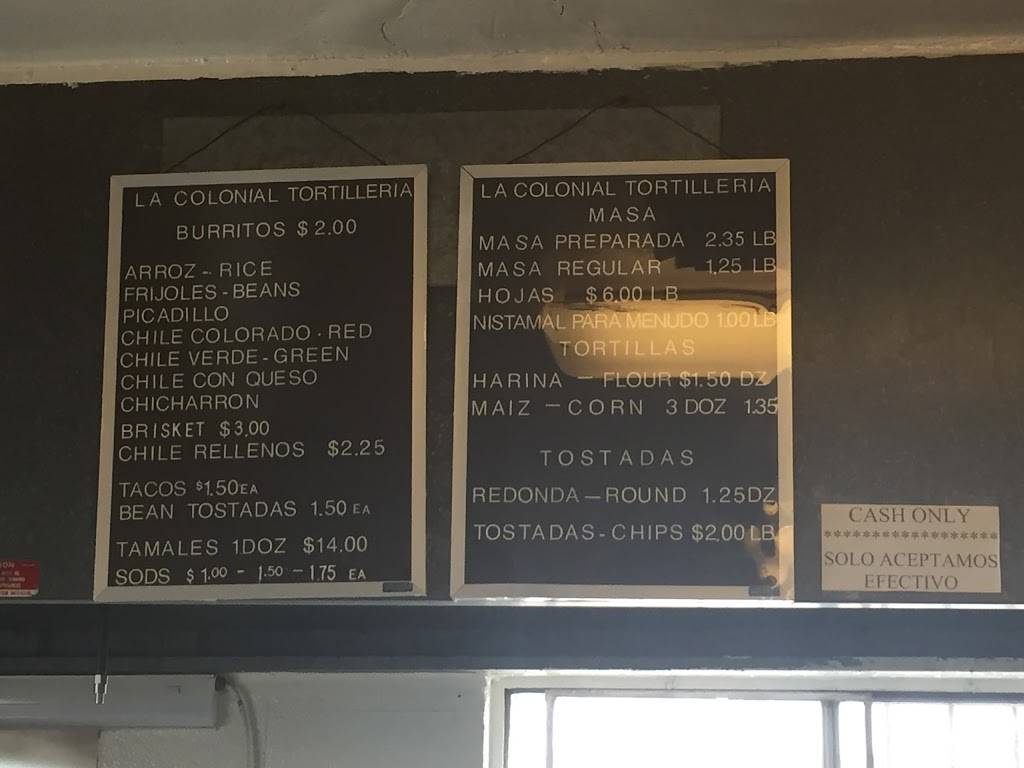 LA COLONIAL TORTILLERIA
BURRITOS $2.00
ARROZ - RICE
FRIJOLES - BEANS
PICADILLO
CHILE COLORADO - RED
CHILE VERDE - GREEN
CHILE CON QUESO
CHICHARRON
BRISKET $3.00
CHILE RELLENOS $2.25
TACOS $1.50 EA
BEAN TOSTADAS 1.50 EA
TAMALES 1DOZ $14.00
SODS $1.00 - 1.50 - 1.75 EA
LA COLONIAL TORTILLERIA
MASA
MASA PREPARADA 2.35 LB
MASA REGULAR 1.25 LB
HOJAS $6.00 LB
NISTAMAL PARA MENUDO 1.00 LB
TORTILLAS
HARINA - FLOUR $1.50 DZ
MAIZ - CORN 3 DOZ 1.35
TOSTADAS
REDONDA - ROUND 1.25 DZ
TOSTADAS - CHIPS $2.00 LB
CASH ONLY
*****************
SOLO ACEPTAMOS
EFECTIVO